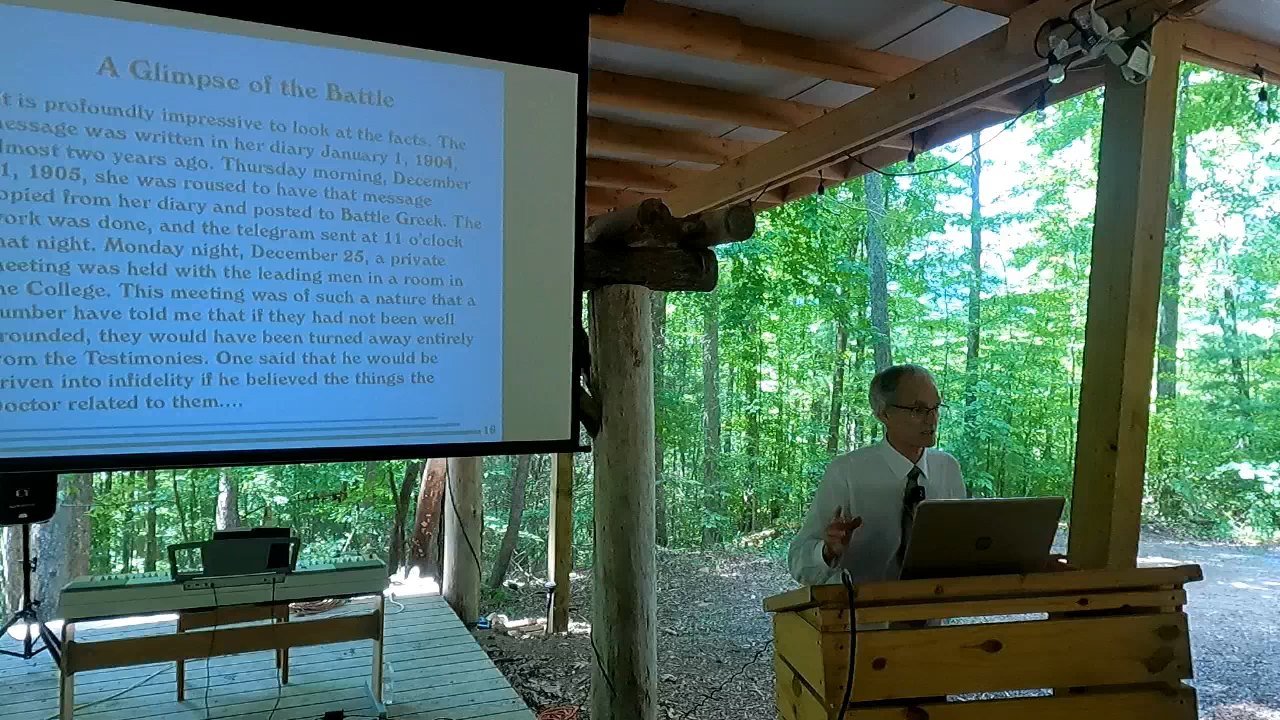 A Glimpse of the Battle
t is profoundly impressive to look at the facts. The
essage was written in her diary January 1, 1904,
lmost two years ago. Thursday morning, December
1, 1905, she was roused to have that message
opied from her diary and posted to Battle Greek. The
ork was done, and the telegram sent at 11 o'clock
hat night. Monday night, December 25, a private
eeting was held with the leading men in a room in
he College. This meeting was of such a nature that a
umber have told me that if they had not been well
rounded, they would have been turned away entirely
rom the Testimonies. One said that he would be
riven into infidelity if he believed the things the
octor related to them....
16